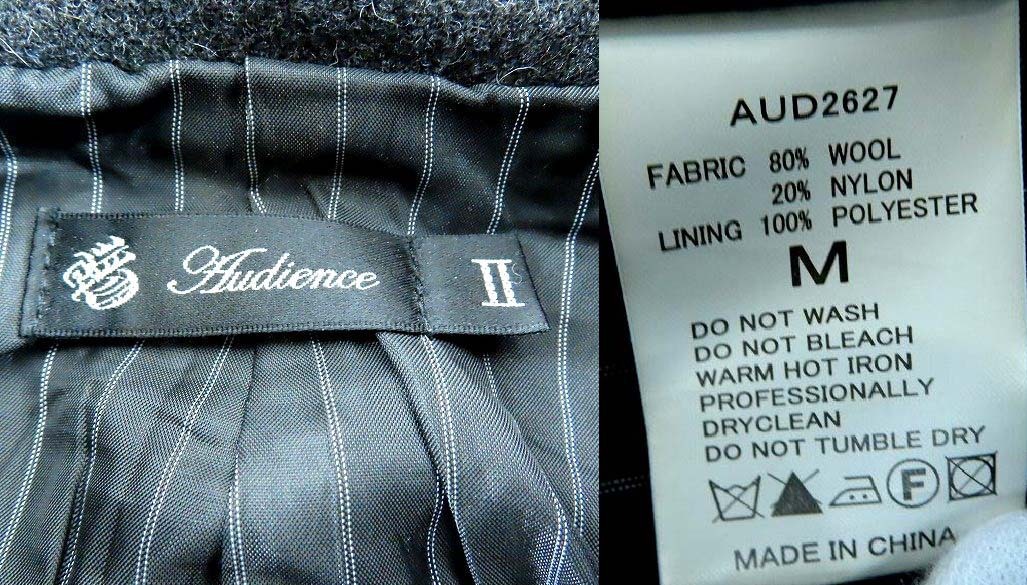 Audience II
AUD2627
FABRIC 80% WOOL
20% NYLON
LINING 100% POLYESTER
M
DO NOT WASH
DO NOT BLEACH
WARM HOT IRON
PROFESSIONALLY
DRYCLEAN
DO NOT TUMBLE DRY
F
MADE IN CHINA